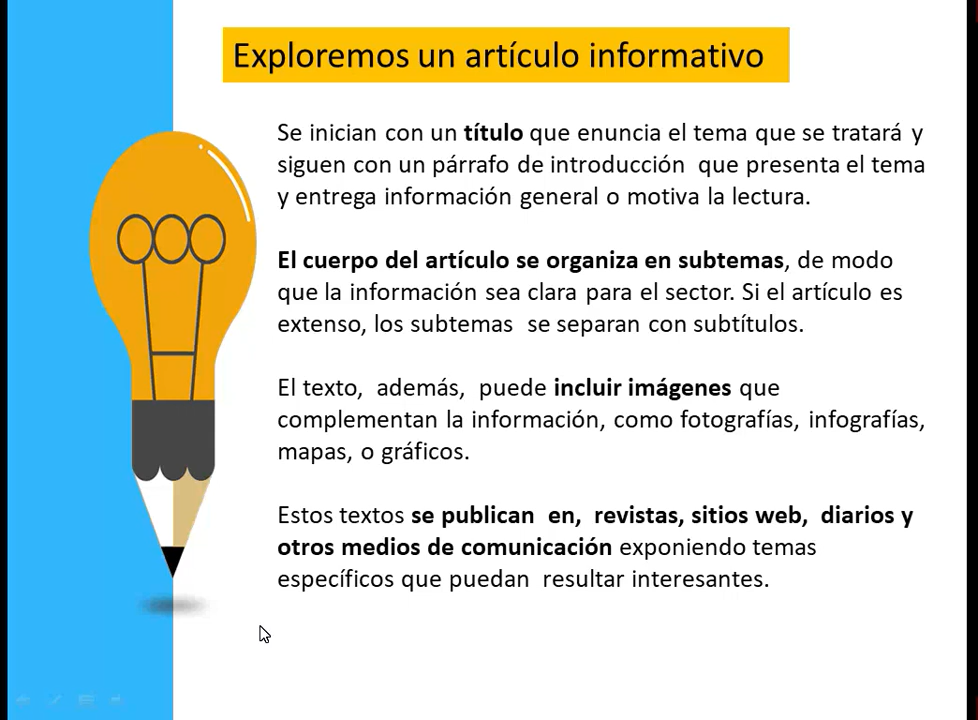 Exploremos un artículo informativo
Se inician con un título que enuncia el tema que se tratará y
siguen con un párrafo de introducción que presenta el tema
y entrega información general o motiva la lectura.
El cuerpo del artículo se organiza en subtemas, de modo
que la información sea clara para el sector. Si el artículo es
extenso, los subtemas se separan con subtítulos.
El texto, además, puede incluir imágenes que
complementan la información, como fotografías, infografías,
mapas, o gráficos.
Estos textos se publican en, revistas, sitios web, diarios y
otros medios de comunicación exponiendo temas
específicos que puedan resultar interesantes.